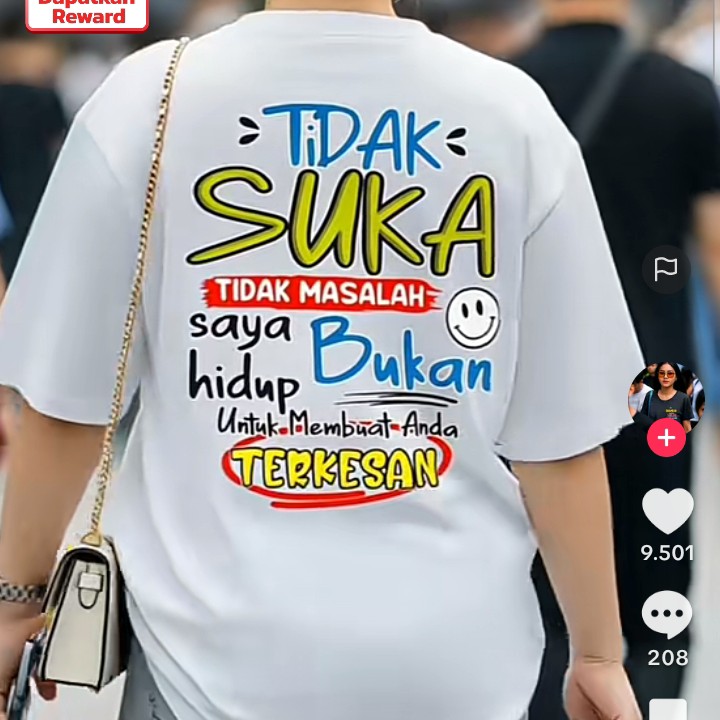 Dapatkan
Reward
TiDAK
SUKA
TIDAK MASALAH
saya
hidup
Bukan
Untuk Membuat Anda
TERKESAN
9.501
208